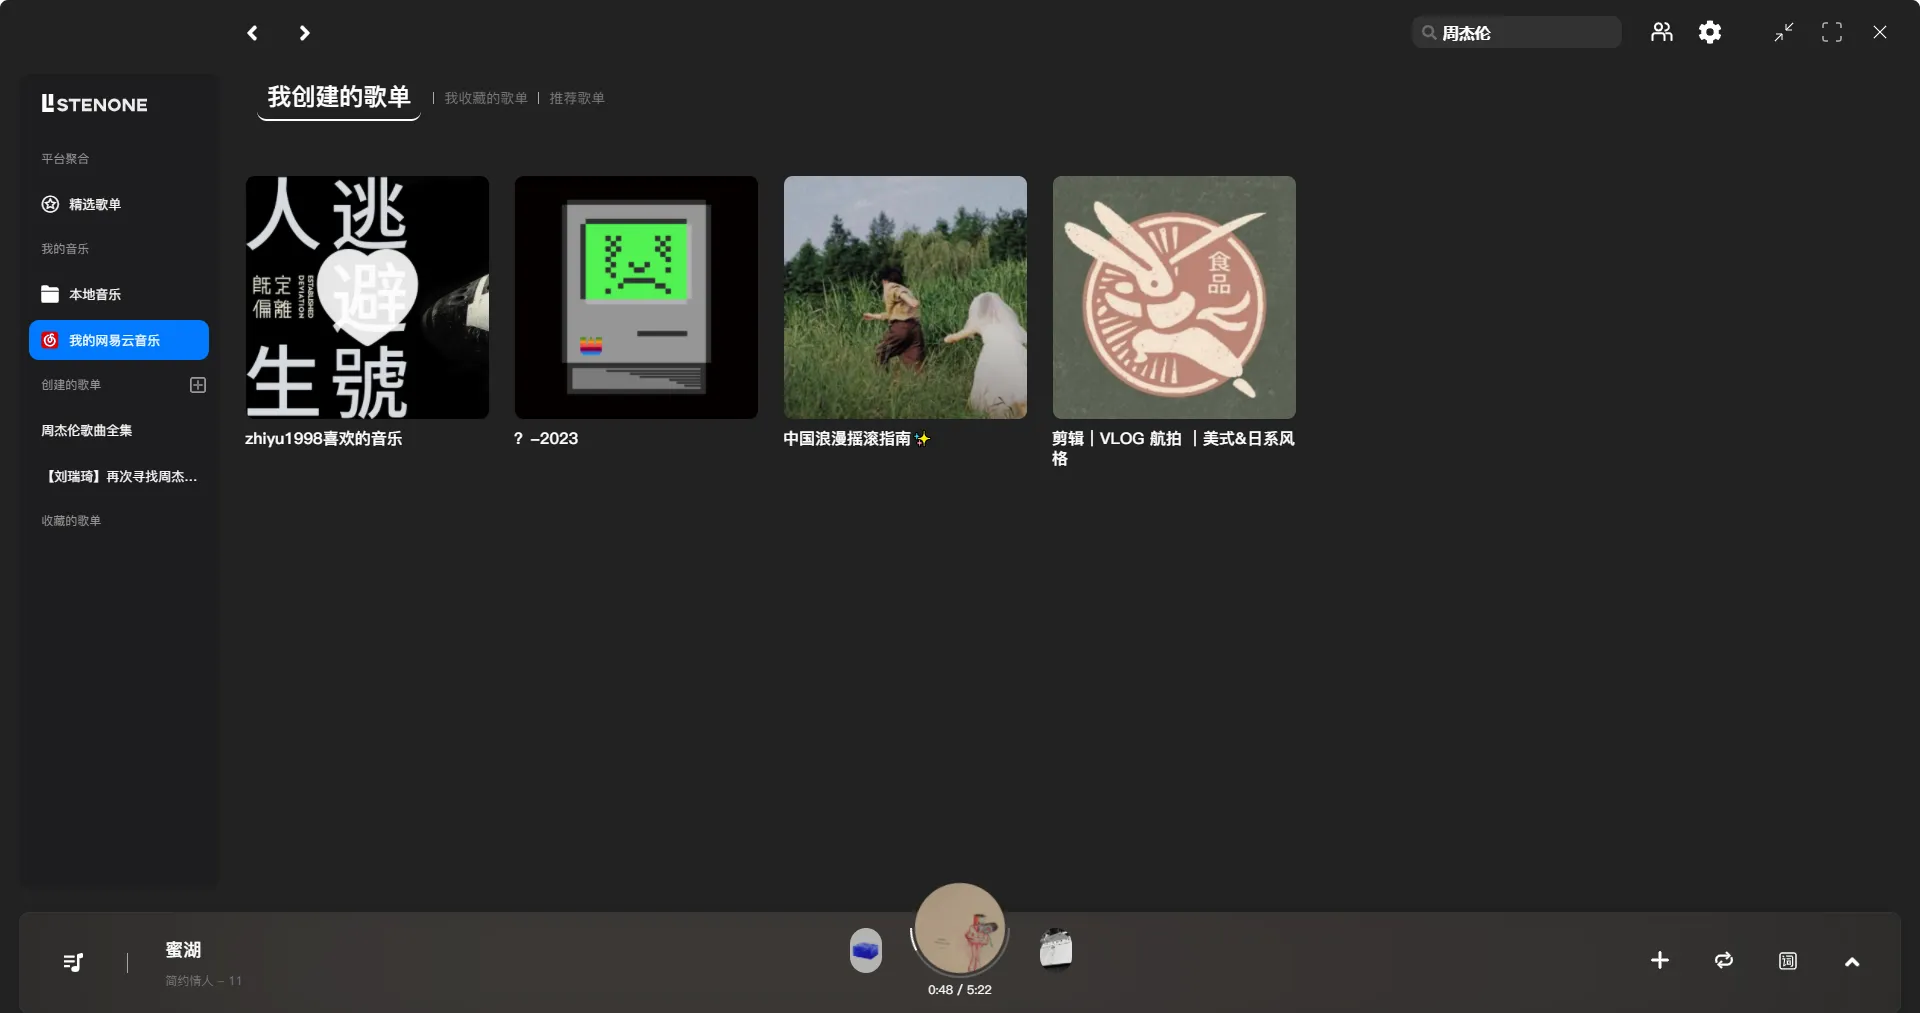 周杰伦
LISTENONE
我创建的歌单
我收藏的歌单
推荐歌单
平台聚合
精选歌单
我的音乐
本地音乐
我的网易云音乐
创建的歌单
周杰伦歌曲全集
【刘瑞琦】再次寻找周杰...
收藏的歌单
人 逃
避
既定
偏離
ESTABLISHED
DEVIATION
生 號
zhiyu1998喜欢的音乐
? -2023
中国浪漫摇滚指南✨
食品
剪辑｜VLOG 航拍 ｜美式&日系风
格
蜜湖
简约情人 - 11
0:48 / 5:22
词